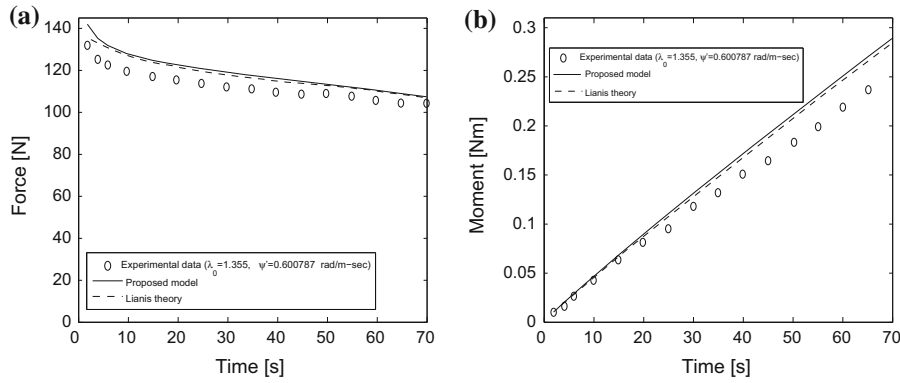 (a)
140
120
100
80
60
40
20
0
Force [N]
Experimental data (λ0=1.355, ψ'=0.600787 rad/m−sec)
Proposed model
Lianis theory
0 10 20 30 40 50 60 70
Time [s]
(b)
0.3
0.25
0.2
0.15
0.1
0.05
0
Moment [Nm]
Experimental data (λ0=1.355, ψ'=0.600787 rad/m−sec)
Proposed model
Lianis theory
0 10 20 30 40 50 60 70
Time [s]